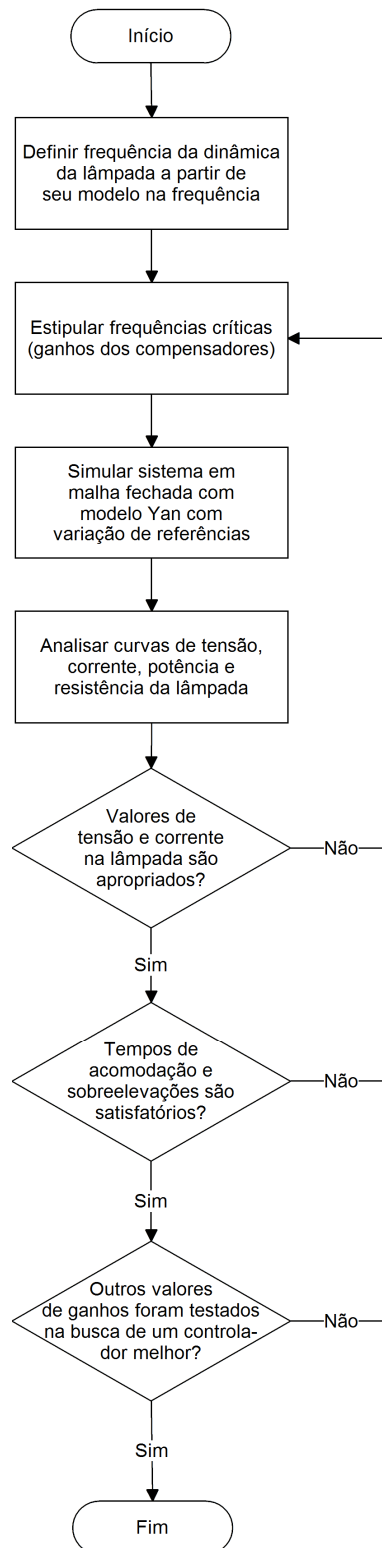 Início
Definir frequência da dinâmica
da lâmpada a partir de
seu modelo na frequência
Estipular frequências críticas
(ganhos dos compensadores)
Simular sistema em
malha fechada com
modelo Yan com
variação de referências
Analisar curvas de tensão,
corrente, potência e
resistência da lâmpada
Valores de
tensão e corrente
na lâmpada são
apropriados?
Não
Sim
Tempos de
acomodação e
sobreelevações são
satisfatórios?
Não
Sim
Outros valores
de ganhos foram testados
na busca de um controla-
dor melhor?
Não
Sim
Fim